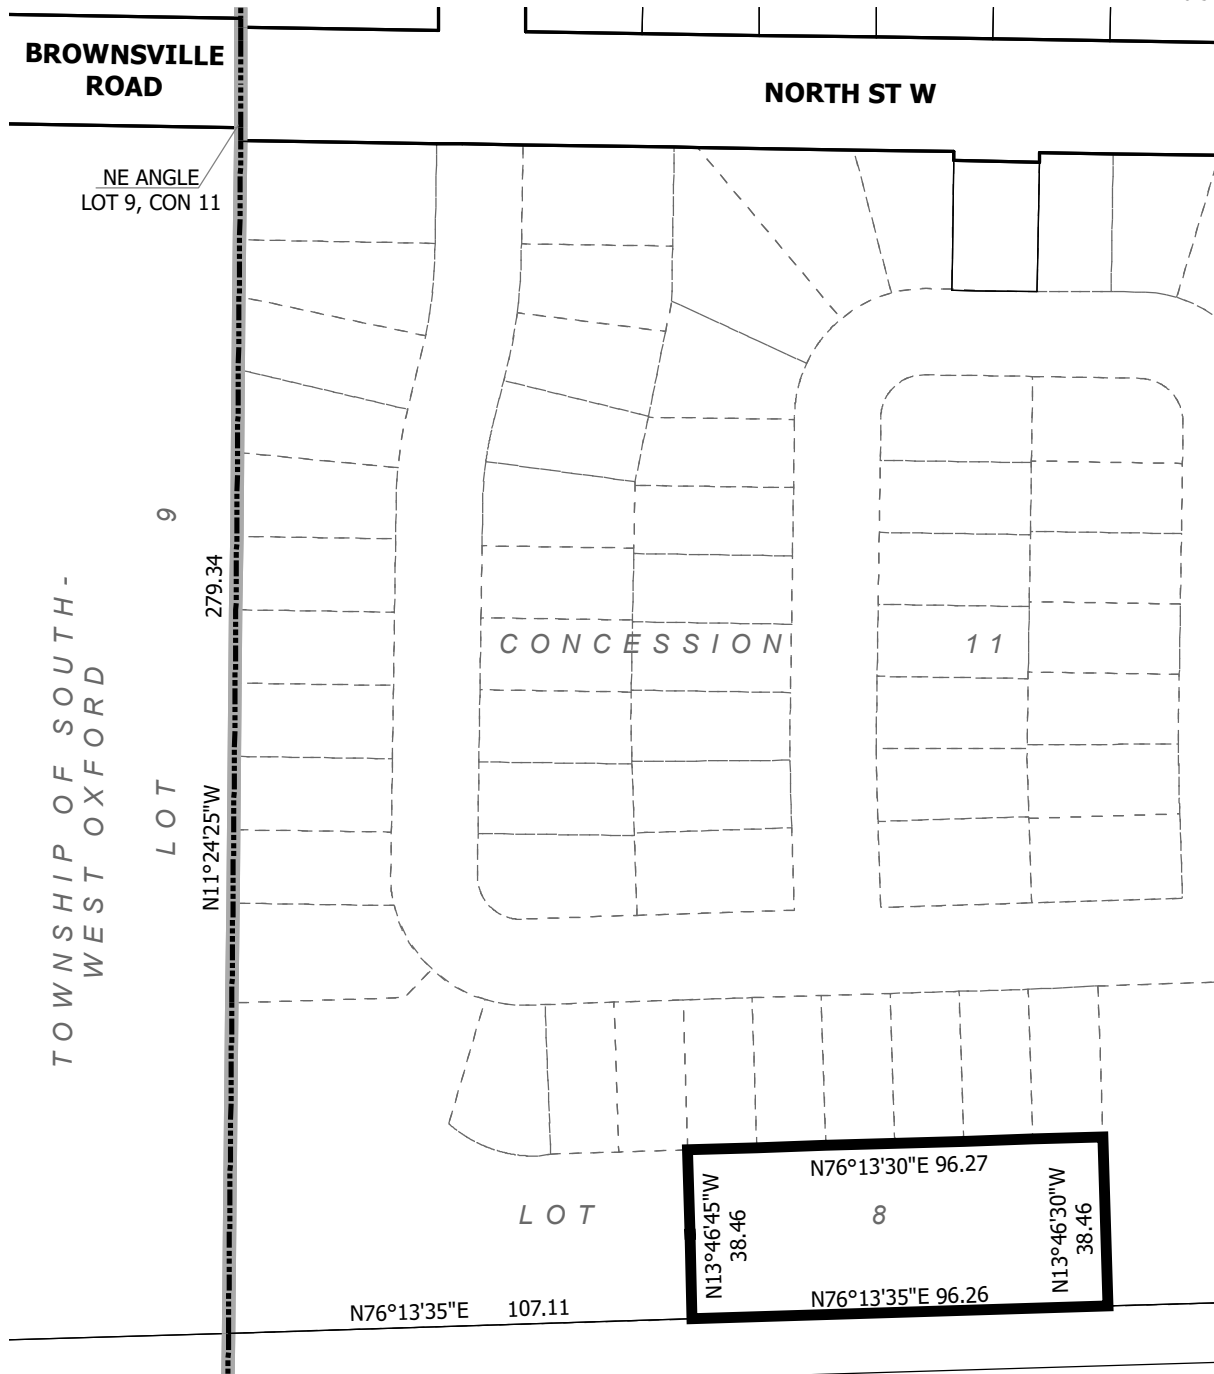 BROWNSVILLE
ROAD
NORTH ST W
NE ANGLE
LOT 9, CON 11
9
279.34
TOWNSHIP OF SOUTH-
WEST OXFORD
CONCESSION 11
LOT
N11°24'25"W
N76°13'30"E 96.27
N13°46'45"W
38.46
N13°46'30"W
38.46
LOT 8
N76°13'35"E 96.26
N76°13'35"E 107.11